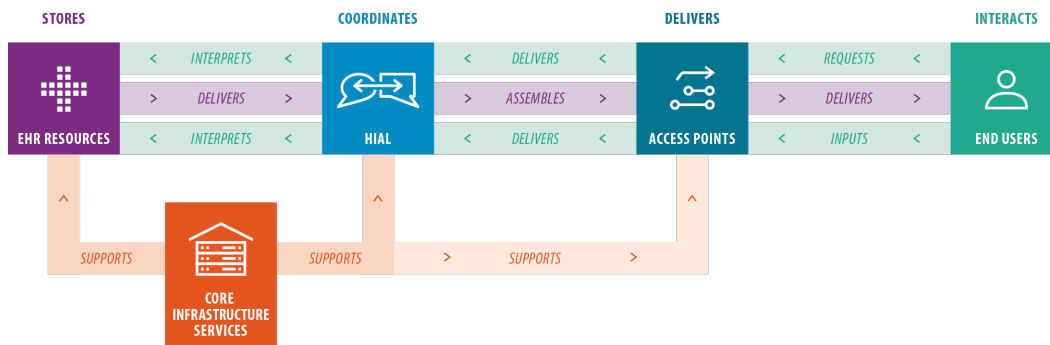 STORES
COORDINATES
DELIVERS
INTERACTS
< INTERPRETS <
< DELIVERS <
< REQUESTS <
> DELIVERS >
> ASSEMBLES >
> DELIVERS >
EHR RESOURCES
< INTERPRETS <
HIAL
< DELIVERS <
ACCESS POINTS
< INPUTS <
END USERS
SUPPORTS
SUPPORTS
> SUPPORTS >
CORE
INFRASTRUCTURE
SERVICES